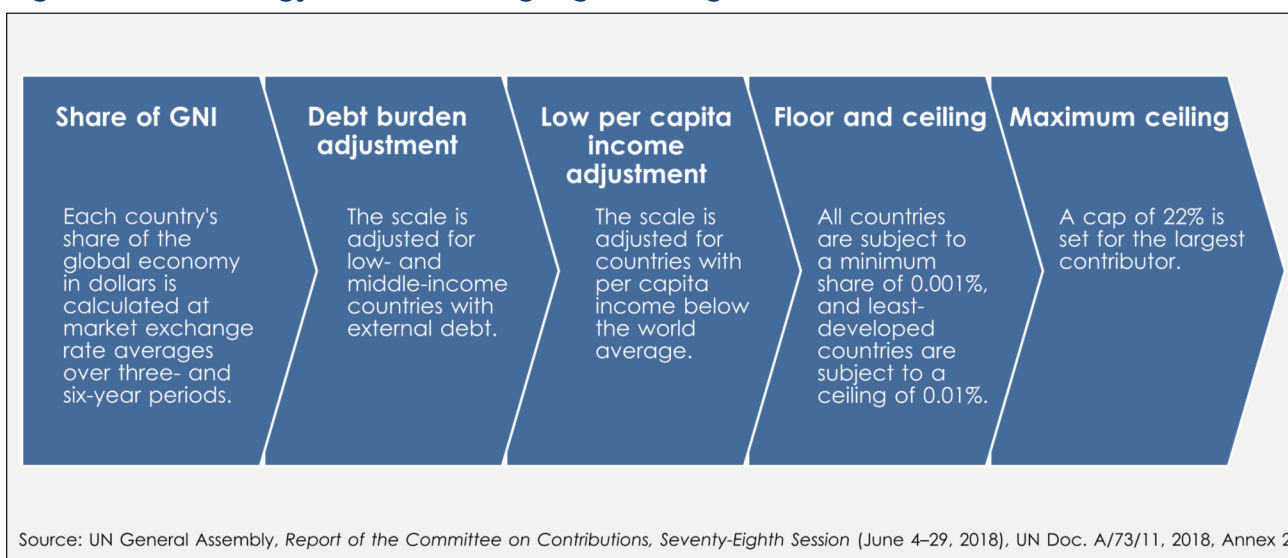 Share of GNI
Each country's
share of the
global economy
in dollars is
calculated at
market exchange
rate averages
over three- and
six-year periods.
Debt burden
adjustment
The scale is
adjusted for
low- and
middle-income
countries with
external debt.
Low per capita
income
adjustment
The scale is
adjusted for
countries with
per capita
income below
the world
average.
Floor and ceiling
All countries
are subject to
a minimum
share of 0.001%,
and least-
developed
countries are
subject to a
ceiling of 0.01%.
Maximum ceiling
A cap of 22% is
set for the largest
contributor.
Source: UN General Assembly, Report of the Committee on Contributions, Seventy-Eighth Session (June 4–29, 2018), UN Doc. A/73/11, 2018, Annex 2